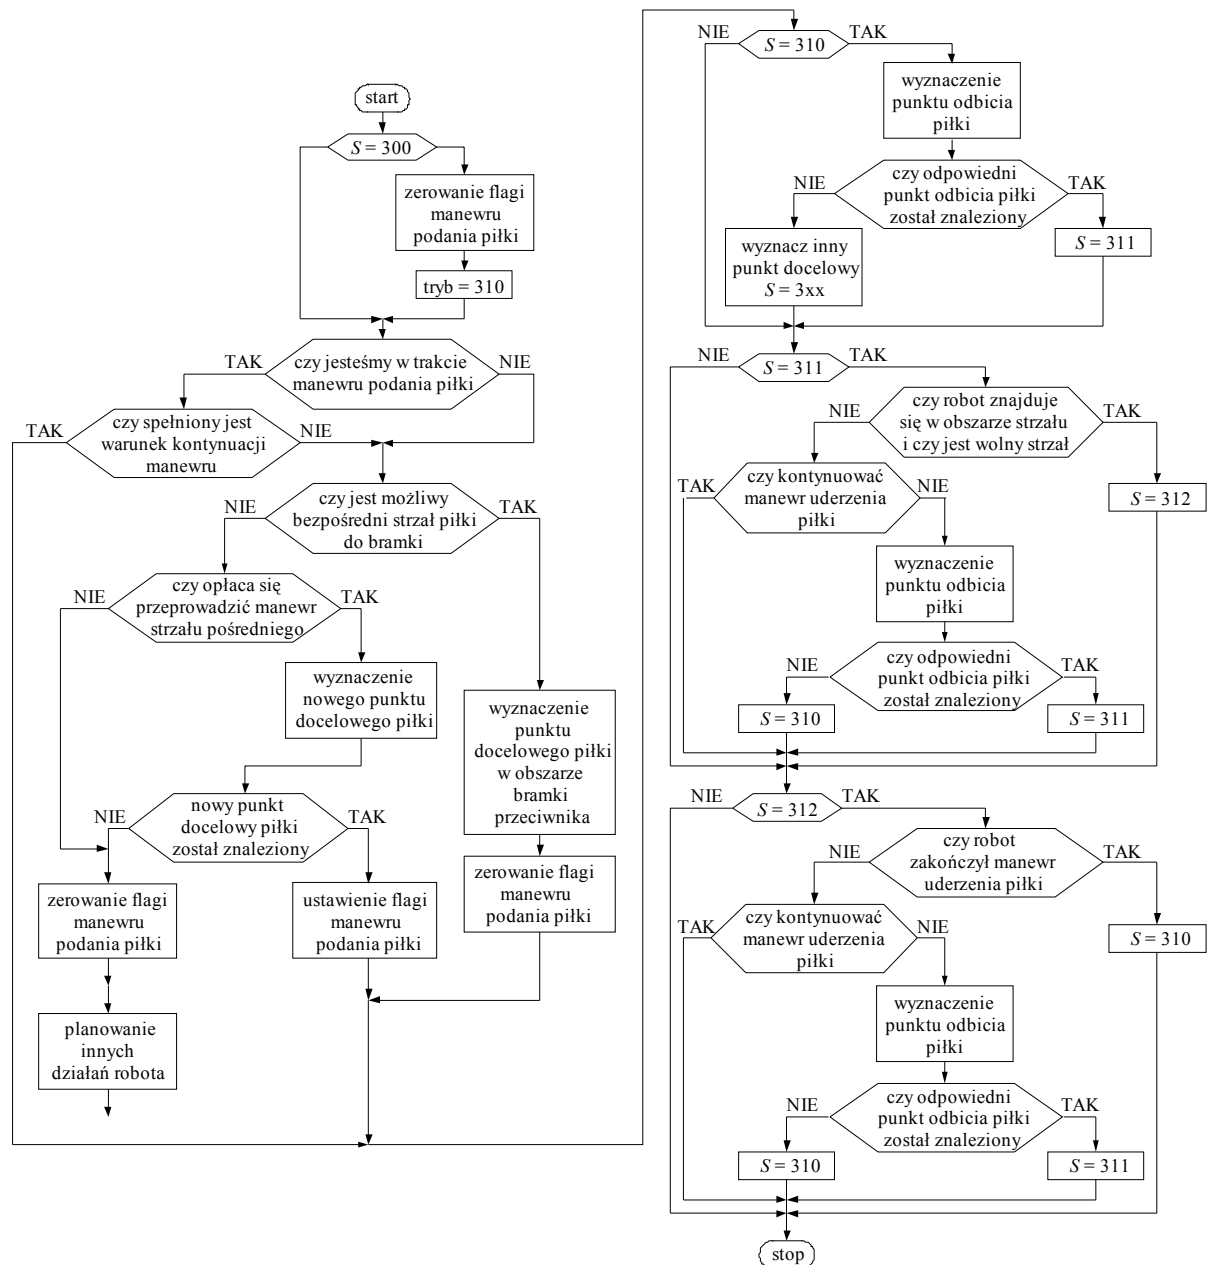 start
S = 300
zerowanie flagi
manewru
podania piłki
tryb = 310
TAK
czy jesteśmy w trakcie
manewru podania piłki
NIE
TAK
czy spełniony jest
warunek kontynuacji
manewru
NIE
NIE
czy jest możliwy
bezpośredni strzał piłki
do bramki
TAK
NIE
czy opłaca się
przeprowadzić manewr
strzału pośredniego
TAK
wyznaczenie
nowego punktu
docelowego piłki
wyznaczenie
punktu
docelowego piłki
w obszarze
bramki
przeciwnika
NIE
nowy punkt
docelowy piłki
został znaleziony
TAK
zerowanie flagi
manewru
podania piłki
ustawienie flagi
manewru
podania piłki
zerowanie flagi
manewru
podania piłki
planowanie
innych
działań robota
NIE
S = 310
TAK
wyznaczenie
punktu odbicia
piłki
NIE
czy odpowiedni
punkt odbicia piłki
został znaleziony
TAK
wyznacz inny
punkt docelowy
S = 3xx
S = 311
NIE
S = 311
TAK
NIE
czy robot znajduje
się w obszarze strzału
i czy jest wolny strzał
TAK
TAK
czy kontynuować
manewr uderzenia
piłki
NIE
S = 312
wyznaczenie
punktu odbicia
piłki
NIE
czy odpowiedni
punkt odbicia piłki
został znaleziony
TAK
S = 310
S = 311
NIE
S = 312
TAK
NIE
czy robot
zakończył manewr
uderzenia piłki
TAK
TAK
czy kontynuować
manewr uderzenia
piłki
NIE
S = 310
wyznaczenie
punktu odbicia
piłki
NIE
czy odpowiedni
punkt odbicia piłki
został znaleziony
TAK
S = 310
S = 311
stop